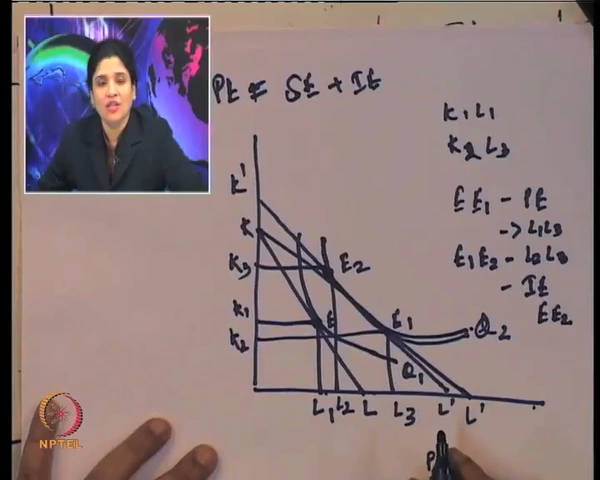 PE = SE + IE
K1L1
K2L3
EE1 - PE
-> L1L3
E1E2 - L2L3
- IE
EE2
K'
K
K3
E2
K1
E
E1
Q2
K2
Q1
L1 L2 L L3 L' L'
P
NPTEL